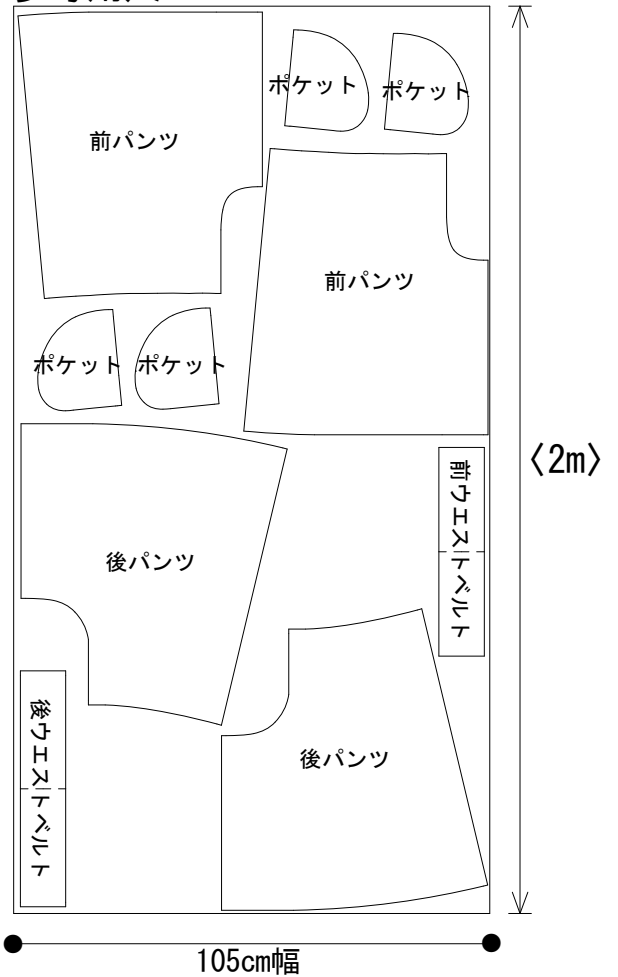 ポケット
ポケット
前パンツ
前パンツ
ポケット
ポケット
〈2m〉
前ウエストベルト
後パンツ
後ウエストベルト
後パンツ
105cm幅